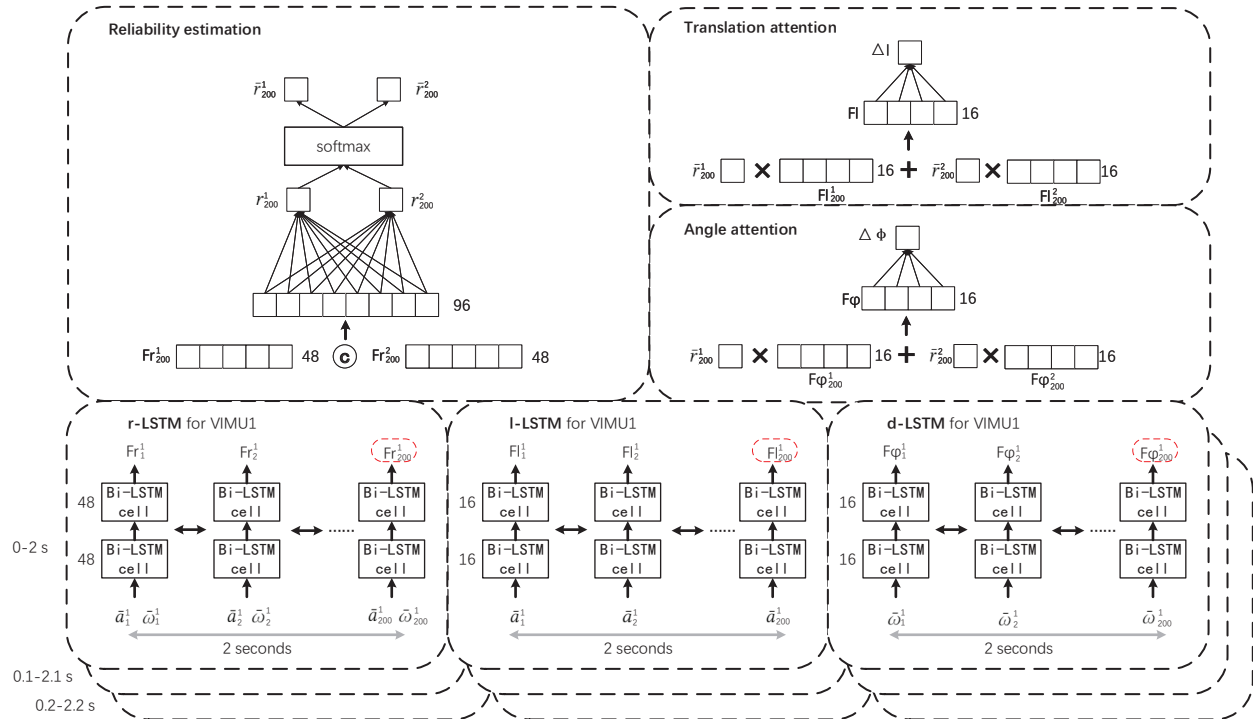 Reliability estimation
r̄¹₂₀₀ r̄²₂₀₀
softmax
r¹₂₀₀ r²₂₀₀
96
Fr¹₂₀₀ 48 C Fr²₂₀₀ 48
Translation attention
Δl
Fl 16
r̄¹₂₀₀ × 16 + r̄²₂₀₀ × 16
Fl¹₂₀₀ Fl²₂₀₀
Angle attention
Δϕ
Fφ 16
r̄¹₂₀₀ × 16 + r̄²₂₀₀ × 16
Fφ¹₂₀₀ Fφ²₂₀₀
0-2 s
r-LSTM for VIMU1
Fr¹₁ Fr¹₂ Fr¹₂₀₀
48 Bi-LSTM cell Bi-LSTM cell Bi-LSTM cell
......
48 Bi-LSTM cell Bi-LSTM cell Bi-LSTM cell
ā¹₁ ω̄¹₁ ā¹₂ ω̄¹₂ ā¹₂₀₀ ω̄¹₂₀₀
2 seconds
l-LSTM for VIMU1
Fl¹₁ Fl¹₂ Fl¹₂₀₀
16 Bi-LSTM cell Bi-LSTM cell Bi-LSTM cell
......
16 Bi-LSTM cell Bi-LSTM cell Bi-LSTM cell
ā¹₁ ā¹₂ ā¹₂₀₀
2 seconds
d-LSTM for VIMU1
Fφ¹₁ Fφ¹₂ Fφ¹₂₀₀
16 Bi-LSTM cell Bi-LSTM cell Bi-LSTM cell
......
16 Bi-LSTM cell Bi-LSTM cell Bi-LSTM cell
ω̄¹₁ ω̄¹₂ ω̄¹₂₀₀
2 seconds
0.1-2.1 s
0.2-2.2 s